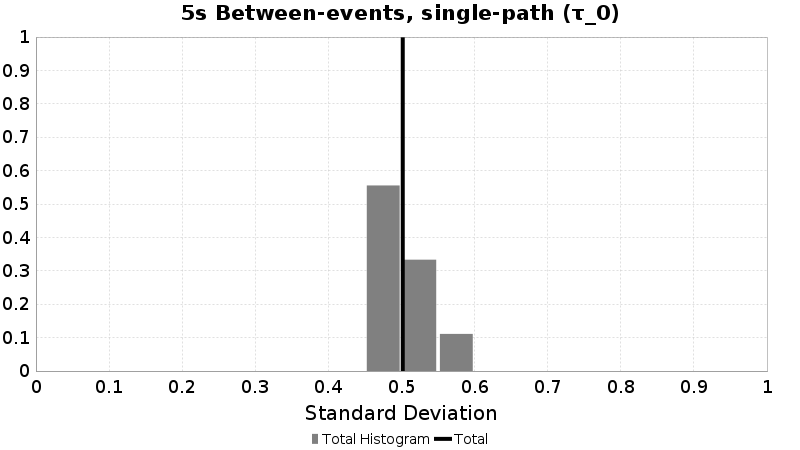 5s Between-events, single-path (τ_0)
1
0.9
0.8
0.7
0.6
0.5
0.4
0.3
0.2
0.1
0
0 0.1 0.2 0.3 0.4 0.5 0.6 0.7 0.8 0.9 1
Standard Deviation
Total Histogram Total